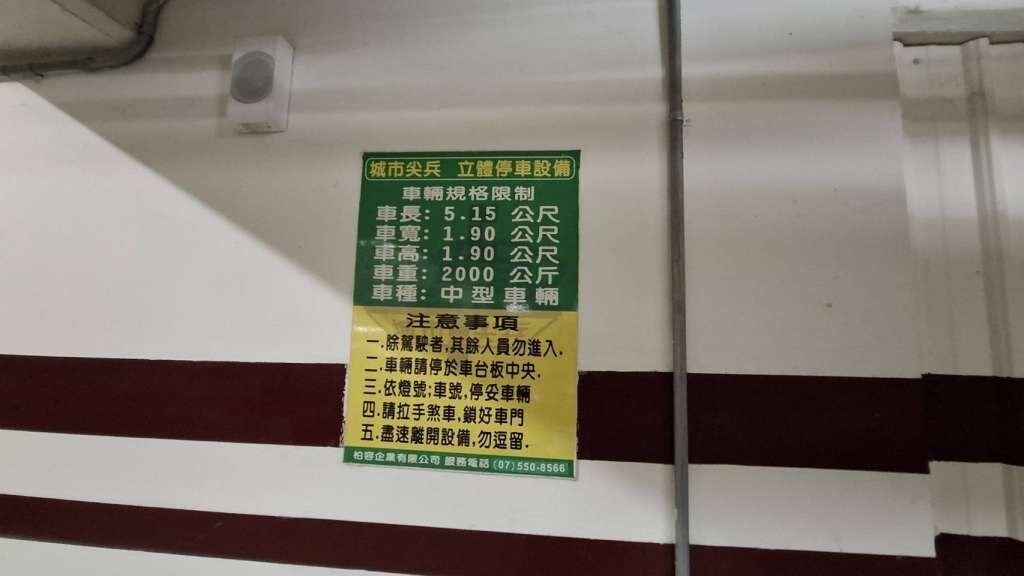 城市尖兵 立體停車設備
車輛規格限制
車長: 5.15 公尺
車寬: 1.90 公尺
車高: 1.90 公尺
車重: 2000 公斤
車種: 中型車輛
注意事項
一.除駕駛者,其餘人員勿進入.
二.車輛請停於車台板中央.
三.依燈號;車號,停妥車輛
四.請拉手煞車,鎖好車門
五.盡速離開設備,勿逗留.
柏容企業有限公司 服務電話 (07)550-8566